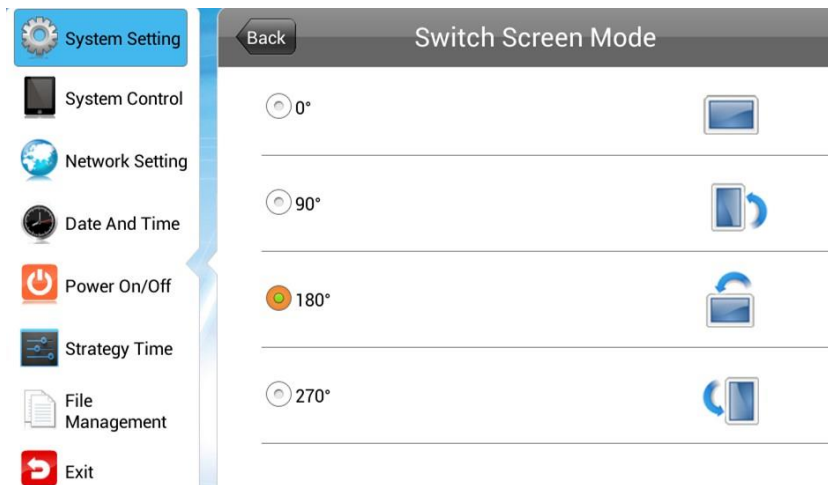 System Setting
System Control
Network Setting
Date And Time
Power On/Off
Strategy Time
File
Management
Exit
Back
Switch Screen Mode
0°
90°
180°
270°